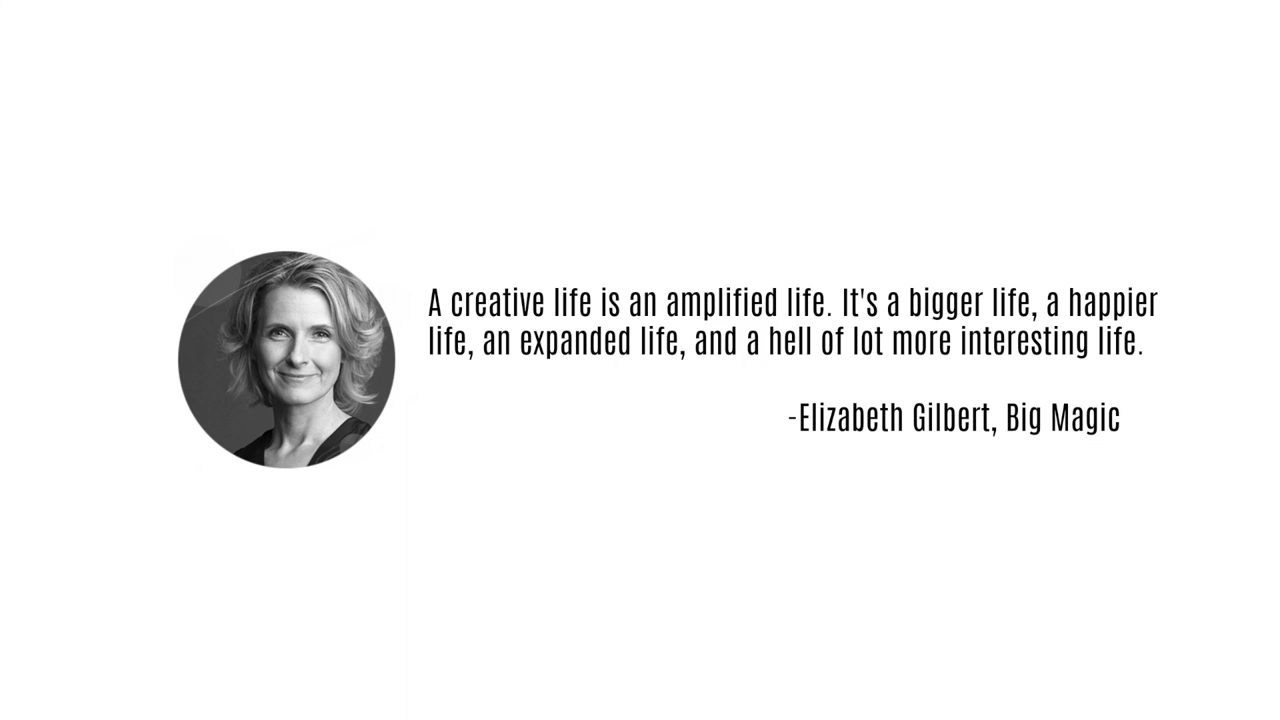 A creative life is an amplified life. It's a bigger life, a happier
life, an expanded life, and a hell of lot more interesting life.
-Elizabeth Gilbert, Big Magic